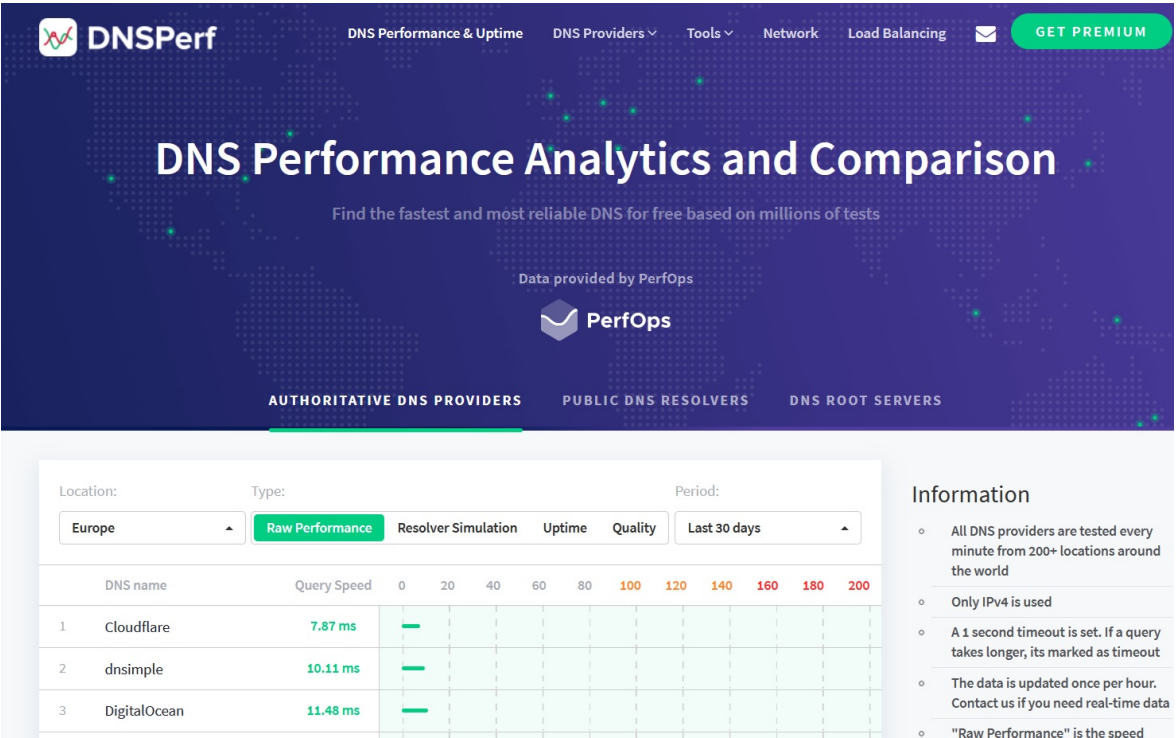 DNSPerf
DNS Performance & Uptime DNS Providers Tools Network Load Balancing GET PREMIUM
DNS Performance Analytics and Comparison
Find the fastest and most reliable DNS for free based on millions of tests
Data provided by PerfOps
PerfOps
AUTHORITATIVE DNS PROVIDERS PUBLIC DNS RESOLVERS DNS ROOT SERVERS
Location: Type: Period:
Europe Raw Performance Resolver Simulation Uptime Quality Last 30 days
DNS name Query Speed 0 20 40 60 80 100 120 140 160 180 200
1 Cloudflare 7.87 ms
2 dnsimple 10.11 ms
3 DigitalOcean 11.48 ms
Information
All DNS providers are tested every
minute from 200+ locations around
the world
Only IPv4 is used
A 1 second timeout is set. If a query
takes longer, its marked as timeout
The data is updated once per hour.
Contact us if you need real-time data
"Raw Performance" is the speed